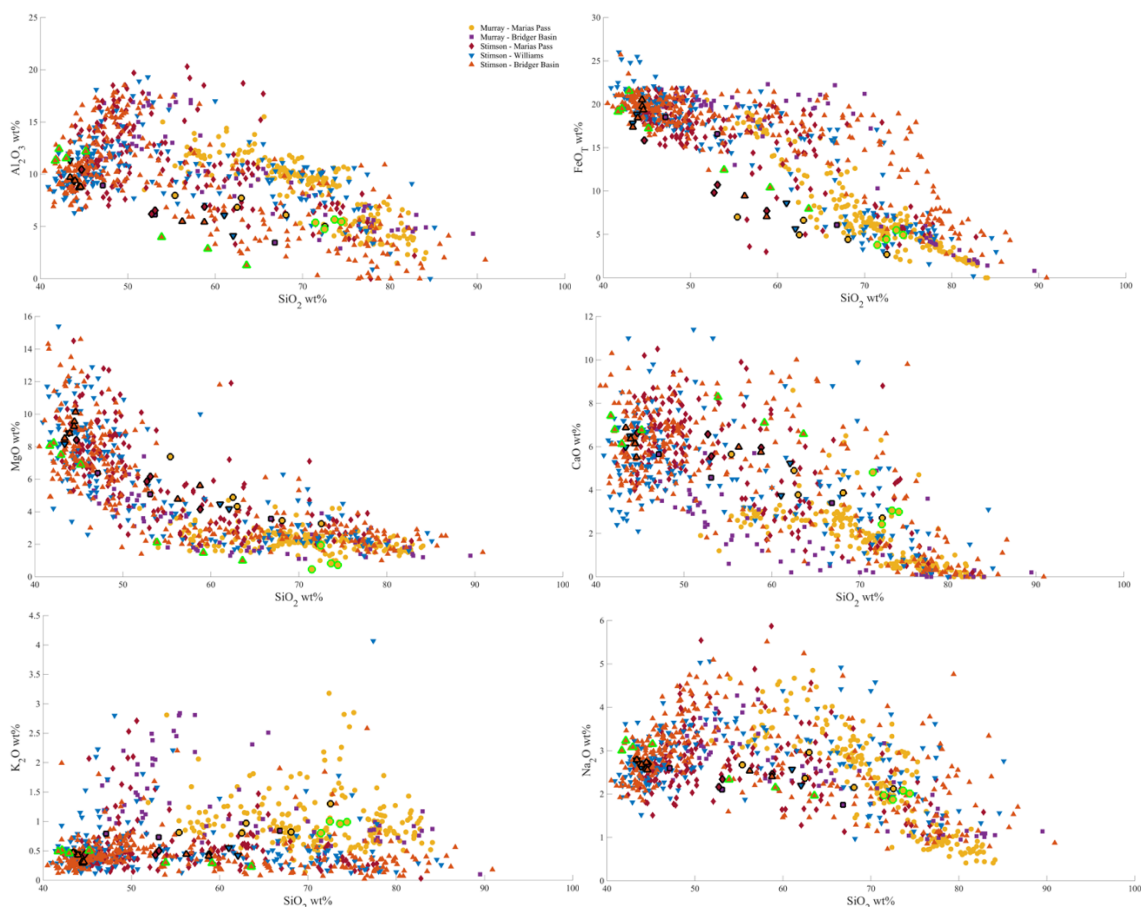 25
20
15
10
5
0
Al2O3 wt%
40 50 60 70 80 90 100
SiO2 wt%
Murray - Marias Pass
Murray - Bridger Basin
Stimson - Marias Pass
Stimson - Williams
Stimson - Bridger Basin
30
25
20
15
10
5
0
FeOT wt%
40 50 60 70 80 90 100
SiO2 wt%
16
14
12
10
8
6
4
2
0
MgO wt%
40 50 60 70 80 90 100
SiO2 wt%
12
10
8
6
4
2
0
CaO wt%
40 50 60 70 80 90 100
SiO2 wt%
4.5
4
3.5
3
2.5
2
1.5
1
0.5
0
K2O wt%
40 50 60 70 80 90 100
SiO2 wt%
6
5
4
3
2
1
0
Na2O wt%
40 50 60 70 80 90 100
SiO2 wt%